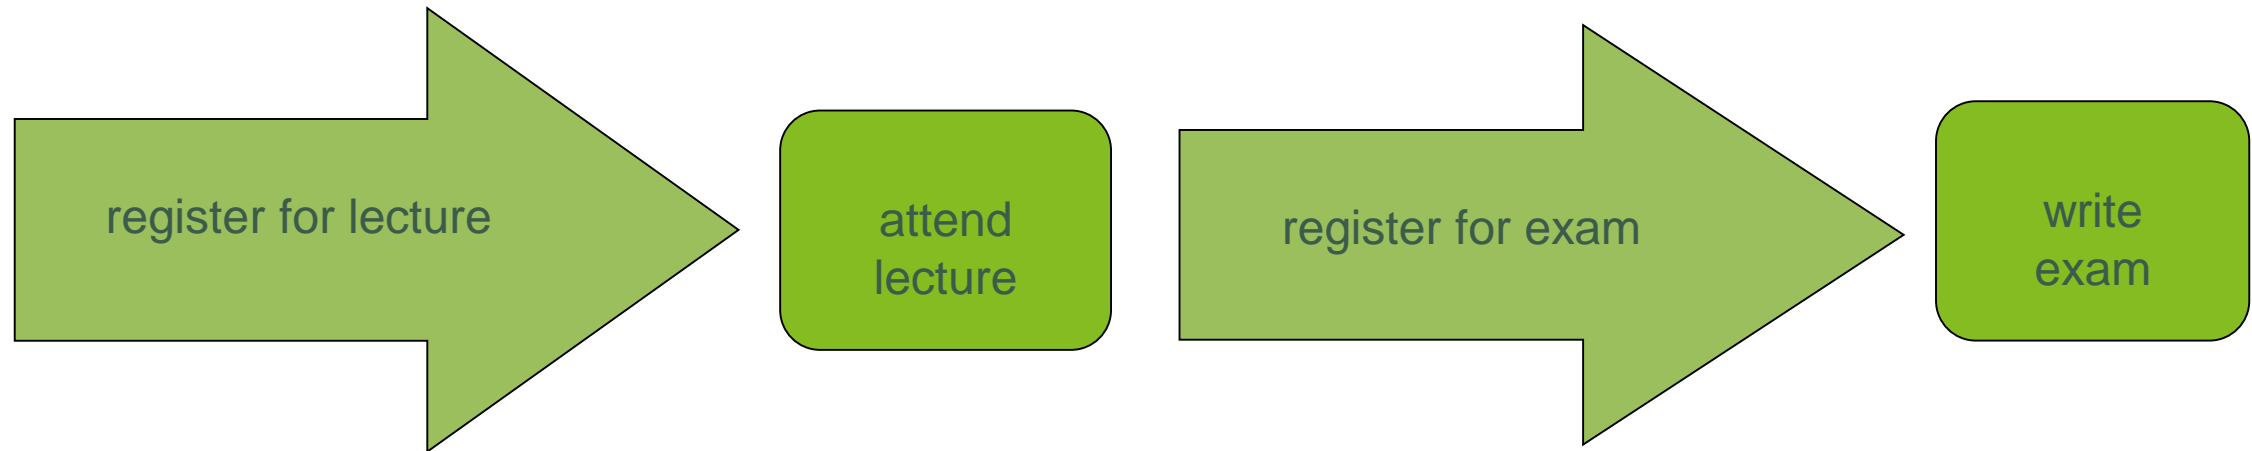 register for lecture
attend
lecture
register for exam
write
exam